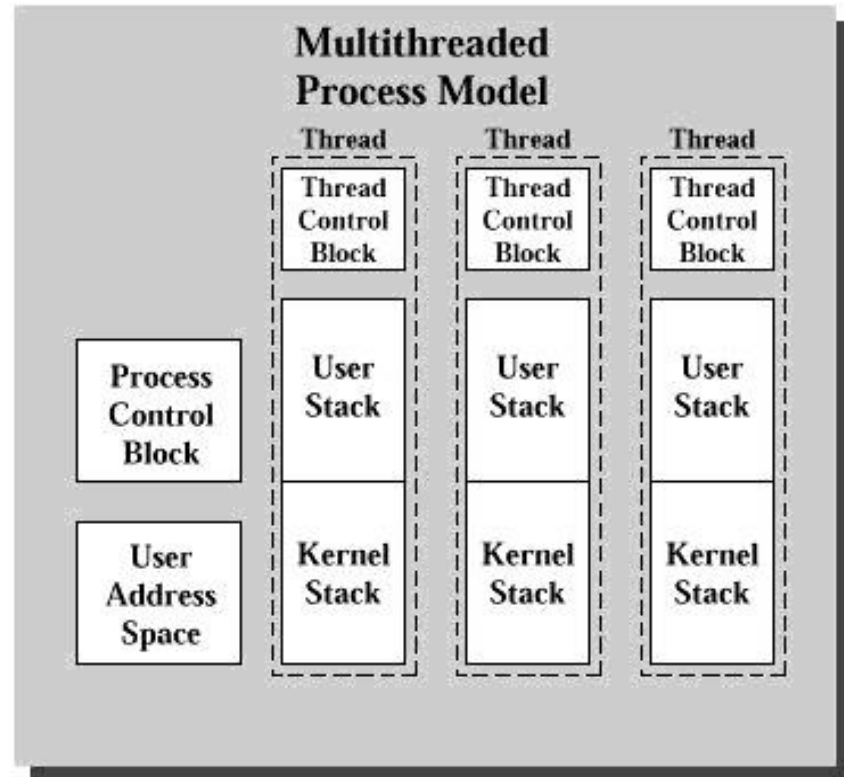 Multithreaded
Process Model
Thread
Thread
Thread
Thread
Control
Block
Thread
Control
Block
Thread
Control
Block
Process
Control
Block
User
Stack
User
Stack
User
Stack
User
Address
Space
Kernel
Stack
Kernel
Stack
Kernel
Stack